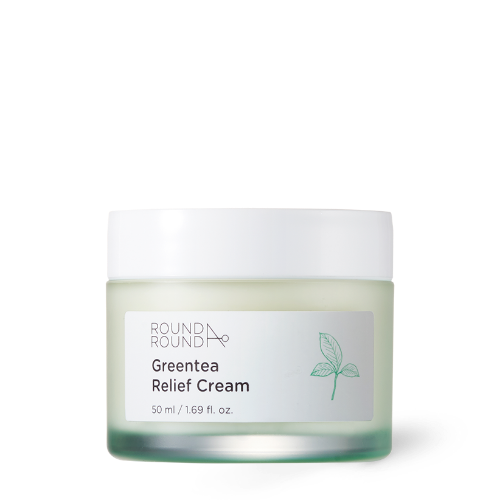 ROUND A
ROUND
Greentea
Relief Cream
50 ml / 1.69 fl. oz.